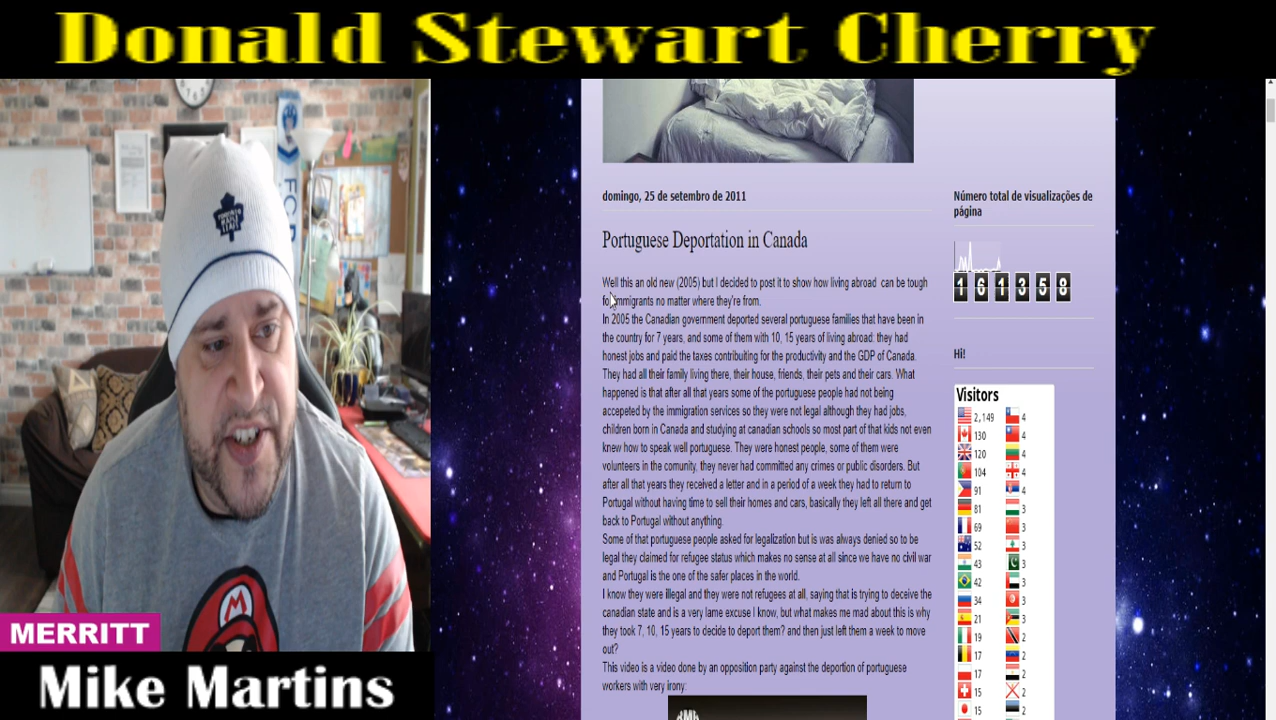 Donald Stewart Cherry
domingo, 25 de setembro de 2011
Portuguese Deportation in Canada
Well this an old new (2005) but I decided to post it to show how living abroad can be tough
for immigrants no matter where they're from.
In 2005 the Canadian government deported several portuguese families that have been in
the country for 7 years, and some of them with 10, 15 years of living abroad: they had
honest jobs and paid the taxes contribuiting for the productivity and the GDP of Canada.
They had all their family living there, their house, friends, their pets and their cars. What
happened is that after all that years some of the portuguese people had not being
accepeted by the immigration services so they were not legal although they had jobs,
children born in Canada and studying at canadian schools so most part of that kids not even
knew how to speak well portuguese. They were honest people, some of them were
volunteers in the comunity, they never had committed any crimes or public disorders. But
after all that years they received a letter and in a period of a week they had to return to
Portugal without having time to sell their homes and cars, basically they left all there and get
back to Portugal without anything.
Some of that portuguese people asked for legalization but is was always denied so to be
legal they claimed for refugee status which makes no sense at all since we have no civil war
and Portugal is the one of the safer places in the world.
I know they were illegal and they were not refugees at all, saying that is trying to deceive the
canadian state and is a very lame excuse I know, but what makes me mad about this is why
they took 7, 10, 15 years to decide to deport them? and then just left them a week to move
out?
This video is a video done by an opposition party against the deportion of portuguese
workers with very irony:
Número total de visualizações de
página
161358
Hi!
Visitors
2,149 4
130 4
120 4
104 4
91 4
81 3
69 3
52 3
43 3
42 3
34 3
21 3
19 2
17 2
17 2
15 2
15 2
MERRITT
Mike Martins